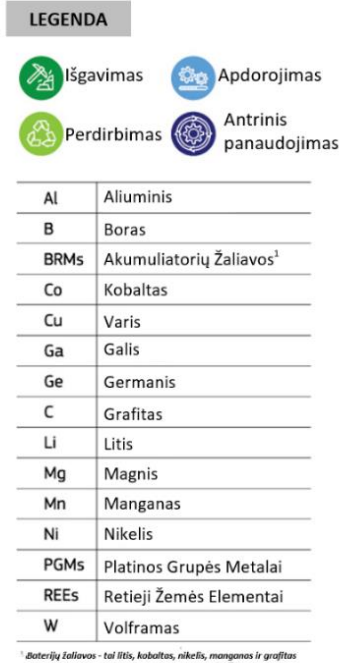 LEGENDA
Išgavimas
Apdorojimas
Perdirbimas
Antrinis
panaudojimas
Al Aliuminis
B Boras
BRMs Akumuliatorių Žaliavos¹
Co Kobaltas
Cu Varis
Ga Galis
Ge Germanis
C Grafitas
Li Litis
Mg Magnis
Mn Manganas
Ni Nikelis
PGMs Platinos Grupės Metalai
REEs Retieji Žemės Elementai
W Volframas
¹ Baterijų žaliavos - tai litis, kobaltas, nikelis, manganas ir grafitas